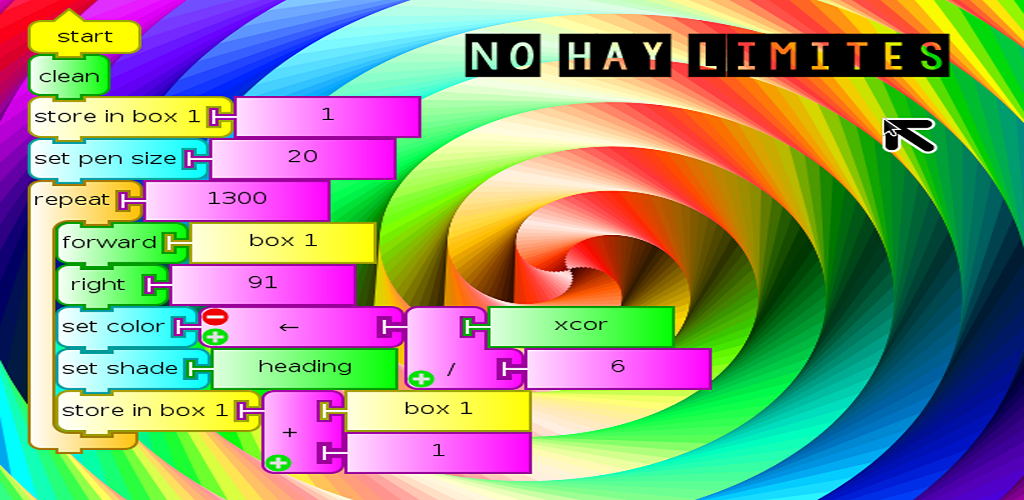 NO HAY LIMITES
start
clean
store in box 1 1
set pen size 20
repeat 1300
forward box 1
right 91
set color ← xcor
/ 6
set shade heading
store in box 1 + box 1
1